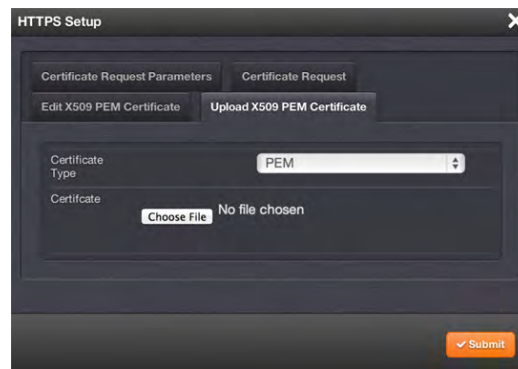 HTTPS Setup
Certificate Request Parameters Certificate Request
Edit X509 PEM Certificate Upload X509 PEM Certificate
Certificate PEM
Type
Certifcate
Choose File No file chosen
Submit